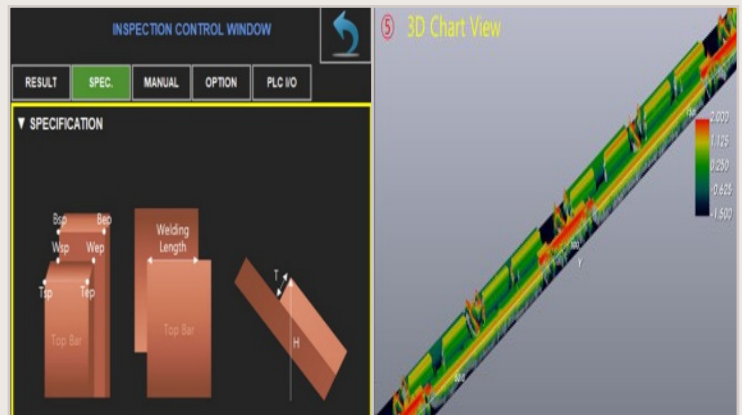 INSPECTION CONTROL WINDOW
RESULT
SPEC.
MANUAL
OPTION
PLC I/O
▼ SPECIFICATION
Bsp
Bep
Wsp
Wep
Tsp
Tep
Top Bar
Welding
Length
Top Bar
T
H
⑤ 3D Chart View
2.000
1.125
0.250
-0.625
-1.500
Y